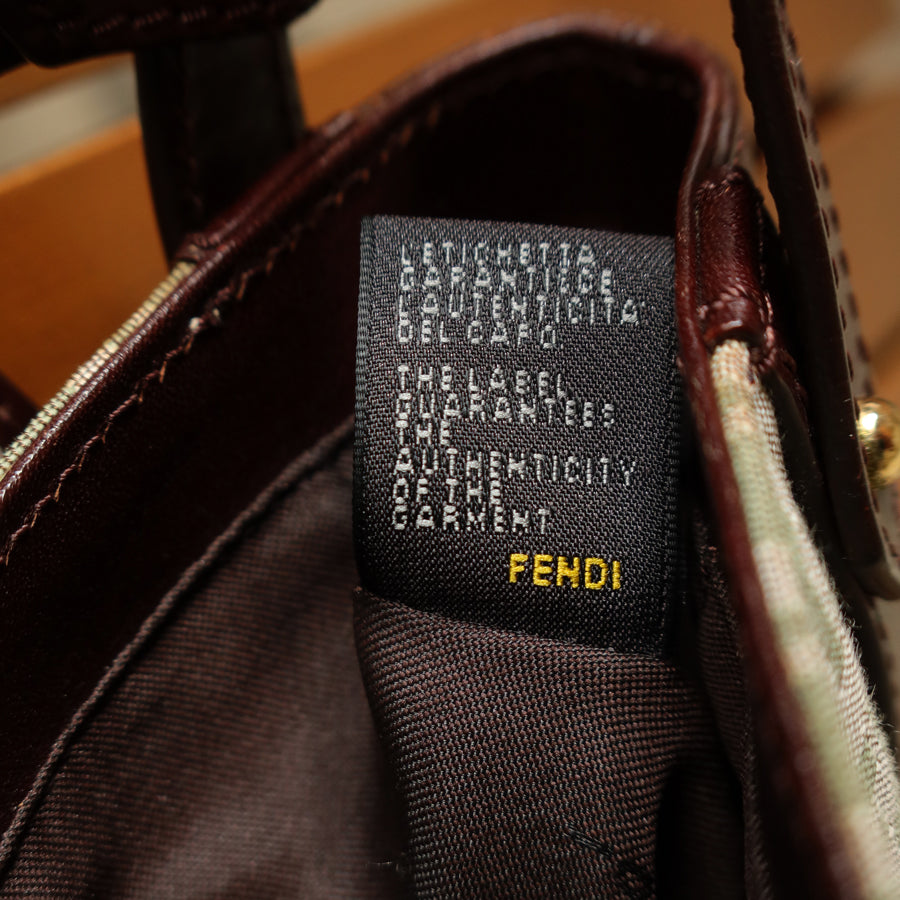 L'ETICHETTA
GARANTISCE
L'AUTENTICITA'
DEL CAPO
THE LABEL
GUARANTEES
THE
AUTHENTICITY
OF THE
GARMENT
FENDI